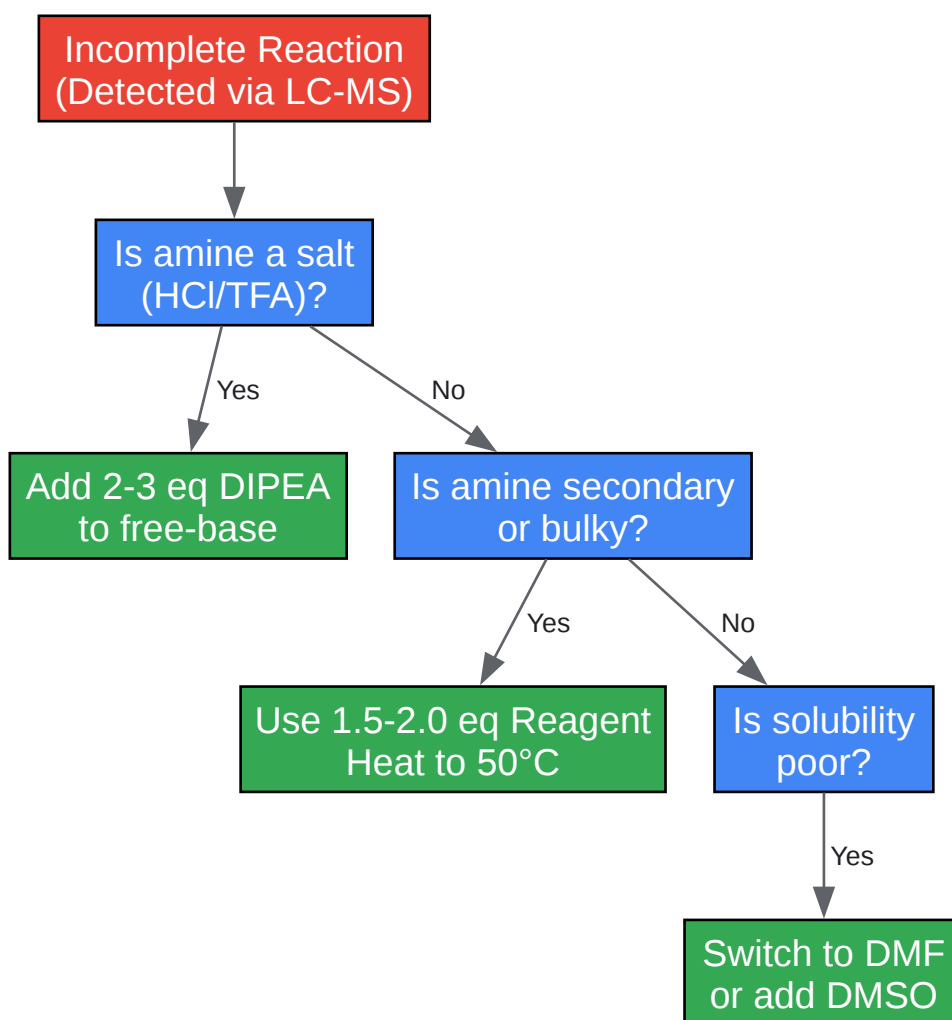 Incomplete Reaction
(Detected via LC-MS)
Is amine a salt
(HCl/TFA)?
Yes
No
Add 2-3 eq DIPEA
to free-base
Is amine secondary
or bulky?
Yes
No
Use 1.5-2.0 eq Reagent
Heat to 50°C
Is solubility
poor?
Yes
Switch to DMF
or add DMSO